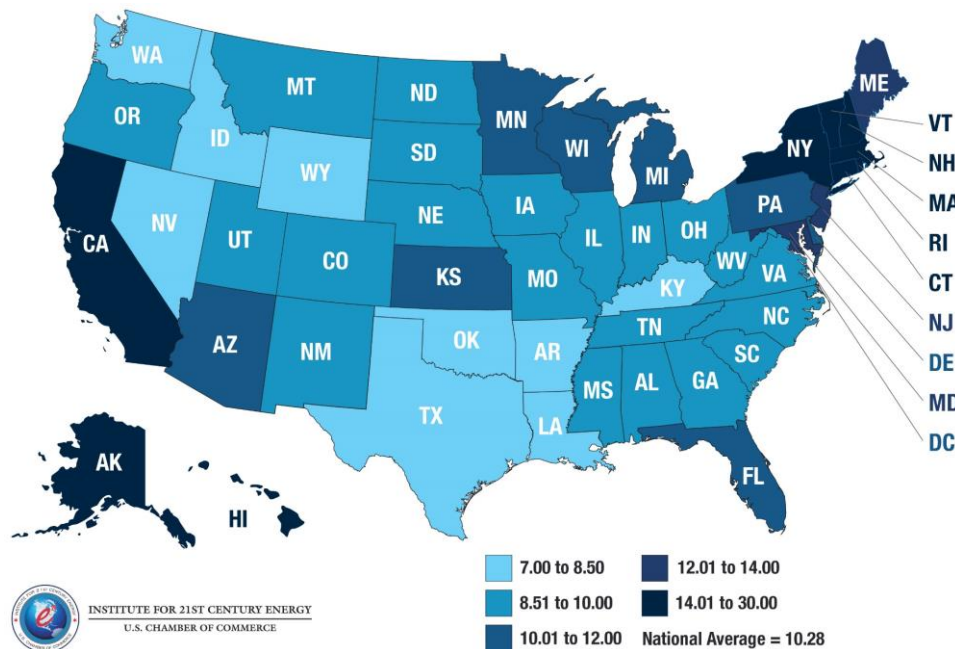 WA
MT
ND
MN
ME
VT
OR
ID
SD
WI
NY
NH
WY
MI
MA
NV
NE
IA
PA
RI
CA
UT
CO
IL
IN
OH
CT
KS
MO
WV
VA
NJ
KY
AZ
NM
OK
AR
TN
NC
DE
SC
MS
AL
GA
MD
TX
LA
DC
AK
HI
FL
7.00 to 8.50
12.01 to 14.00
8.51 to 10.00
14.01 to 30.00
10.01 to 12.00
National Average = 10.28
INSTITUTE FOR 21ST CENTURY ENERGY
U.S. CHAMBER OF COMMERCE